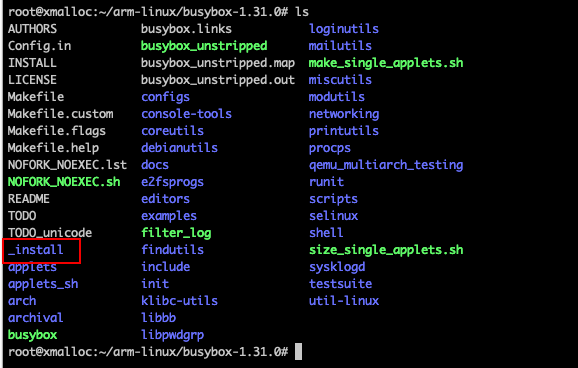 root@xmalloc:~/arm-linux/busybox-1.31.0# ls
AUTHORS busybox.links loginutils
Config.in busybox_unstripped mailutils
INSTALL busybox_unstripped.map make_single_applets.sh
LICENSE busybox_unstripped.out miscutils
Makefile configs modutils
Makefile.custom console-tools networking
Makefile.flags coreutils printutils
Makefile.help debianutils procps
NOFORK_NOEXEC.lst docs qemu_multiarch_testing
NOFORK_NOEXEC.sh e2fsprogs runit
README editors scripts
TODO examples selinux
TODO_unicode filter_log shell
_install findutils size_single_applets.sh
applets include sysklogd
applets_sh init testsuite
arch klibc-utils util-linux
archival libbb
busybox libpwdgrp
root@xmalloc:~/arm-linux/busybox-1.31.0#